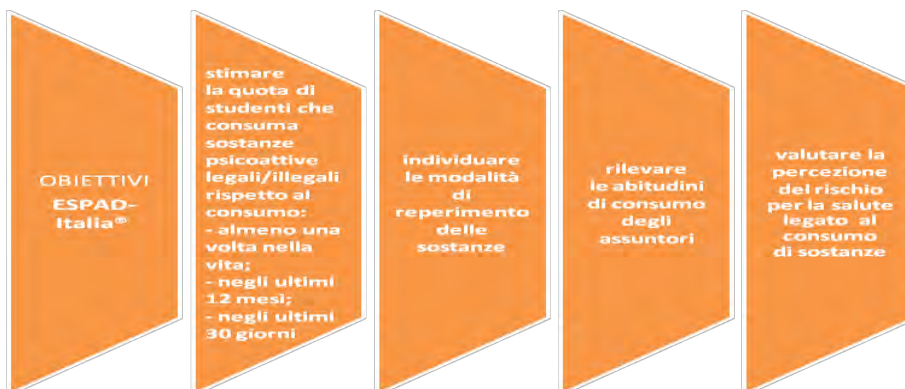 OBIETTIVI
ESPAD-
Italia®
stimare
la quota di
studenti che
consuma
sostanze
psicoattive
legali/illegali
rispetto al
consumo:
- almeno una
volta nella
vita;
- negli ultimi
12 mesi;
- negli ultimi
30 giorni
individuare
le modalità
di
reperimento
delle
sostanze
rilevare
le abitudini
di consumo
degli
assuntori
valutare la
percezione
del rischio
per la salute
legato al
consumo
di sostanze